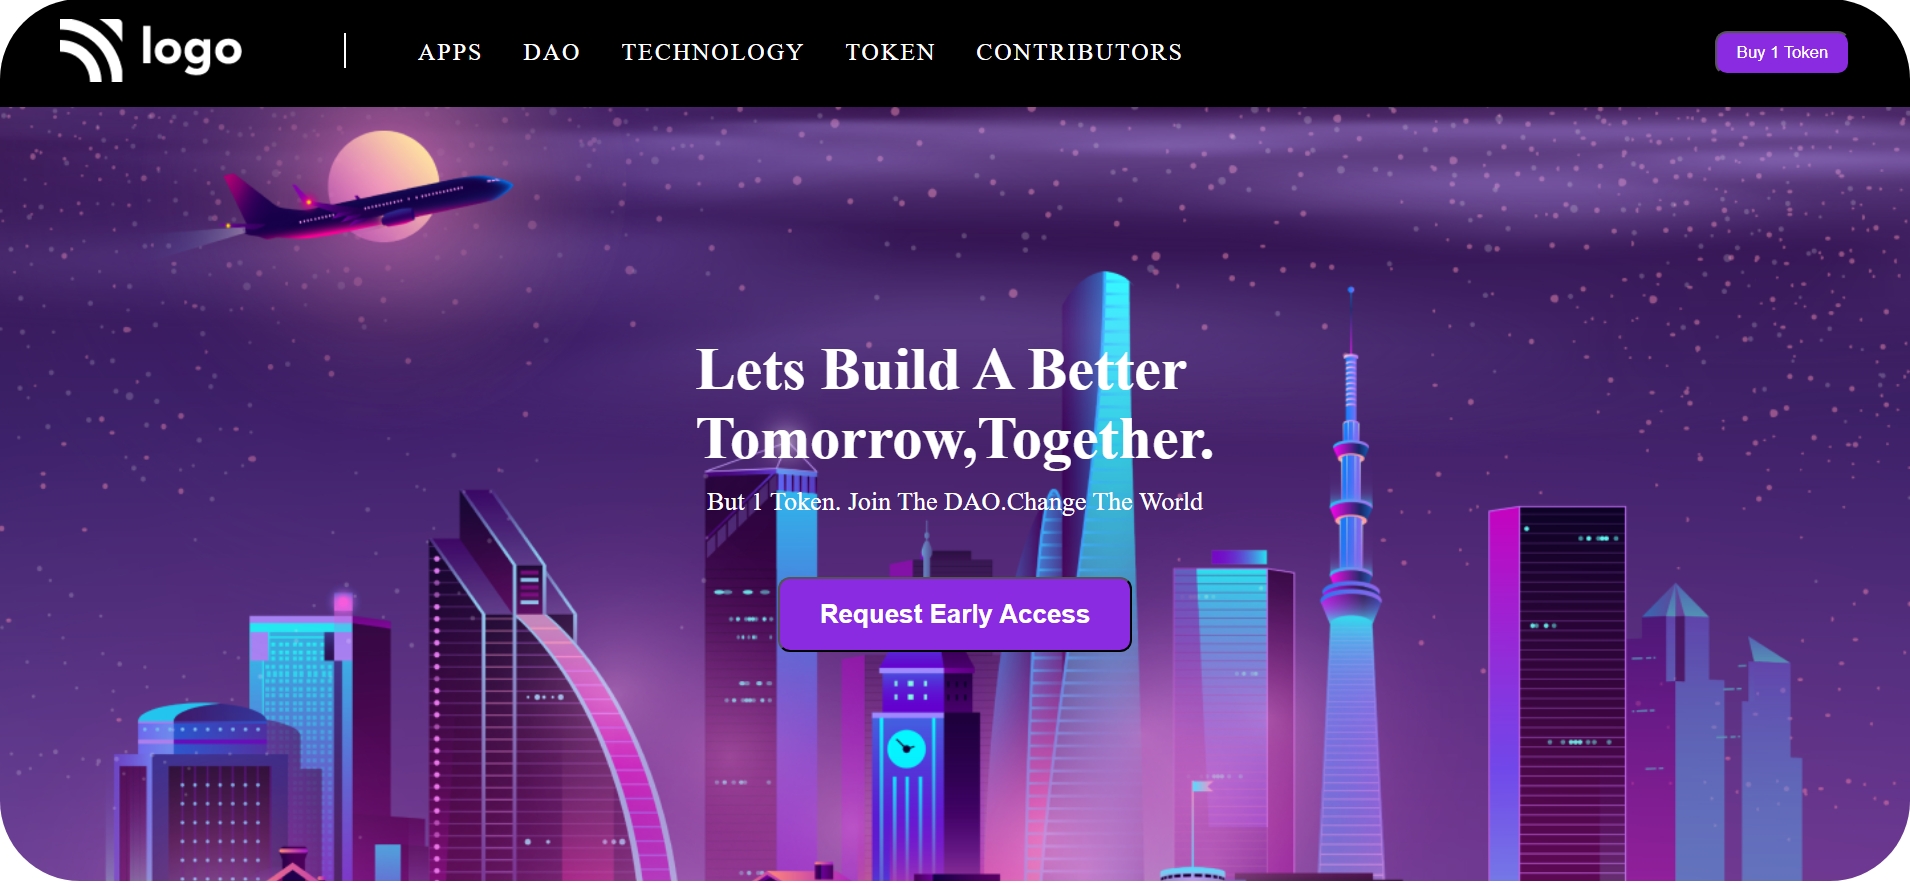 logo
APPS DAO TECHNOLOGY TOKEN CONTRIBUTORS
Buy 1 Token
Lets Build A Better
Tomorrow,Together.
But 1 Token. Join The DAO.Change The World
Request Early Access